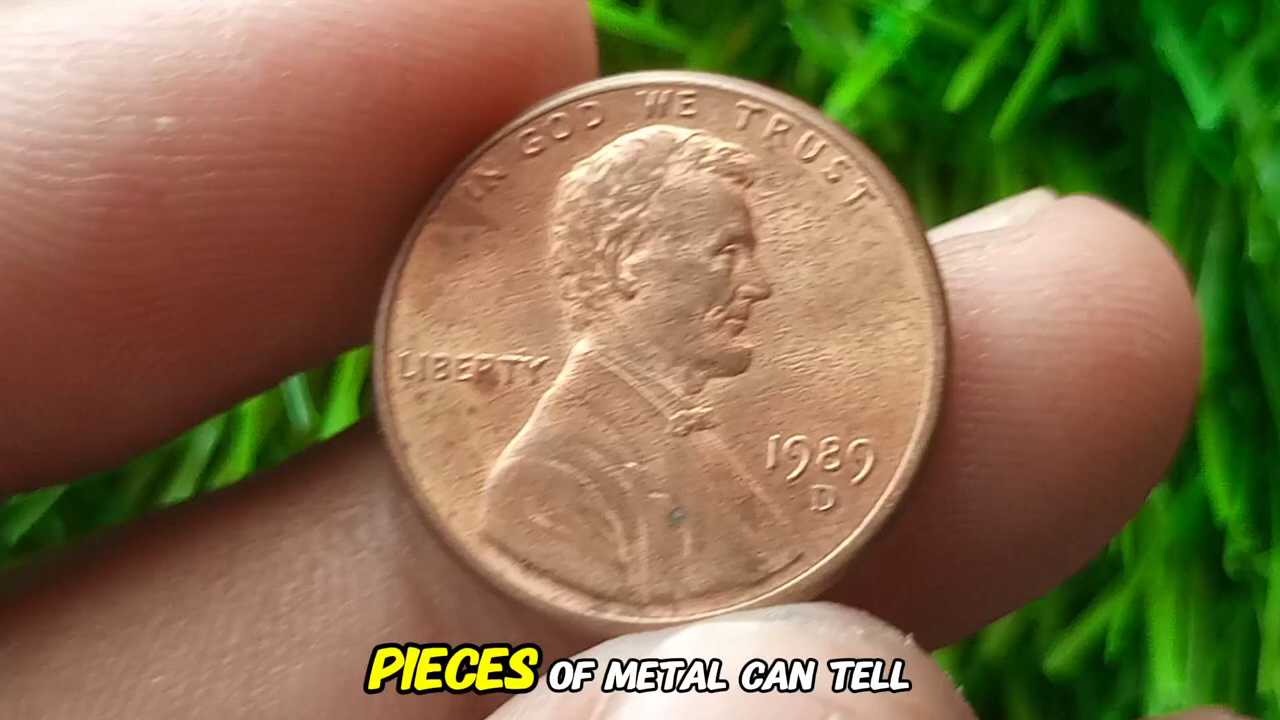 IN GOD WE TRUST
LIBERTY
1989
D
PIECES OF METAL CAN TELL